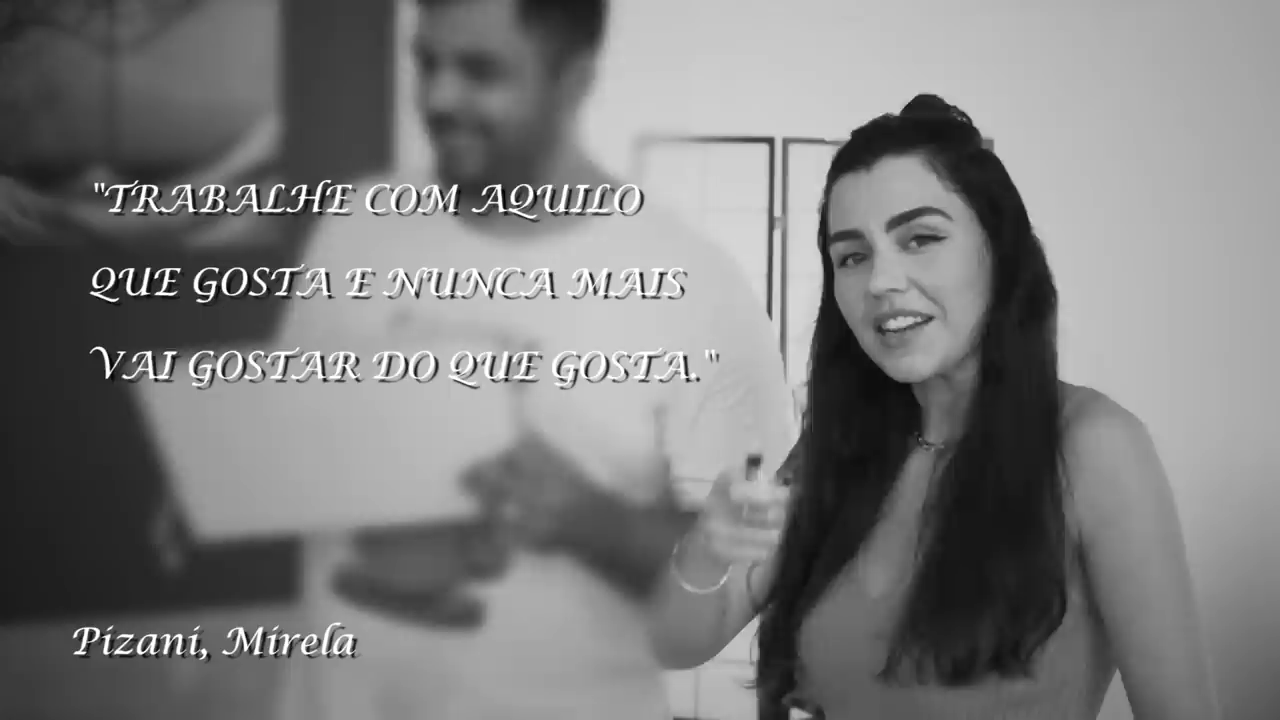 "TRABALHE COM AQUILO
QUE GOSTA E NUNCA MAIS
VAI GOSTAR DO QUE GOSTA."
Pizani, Mirela